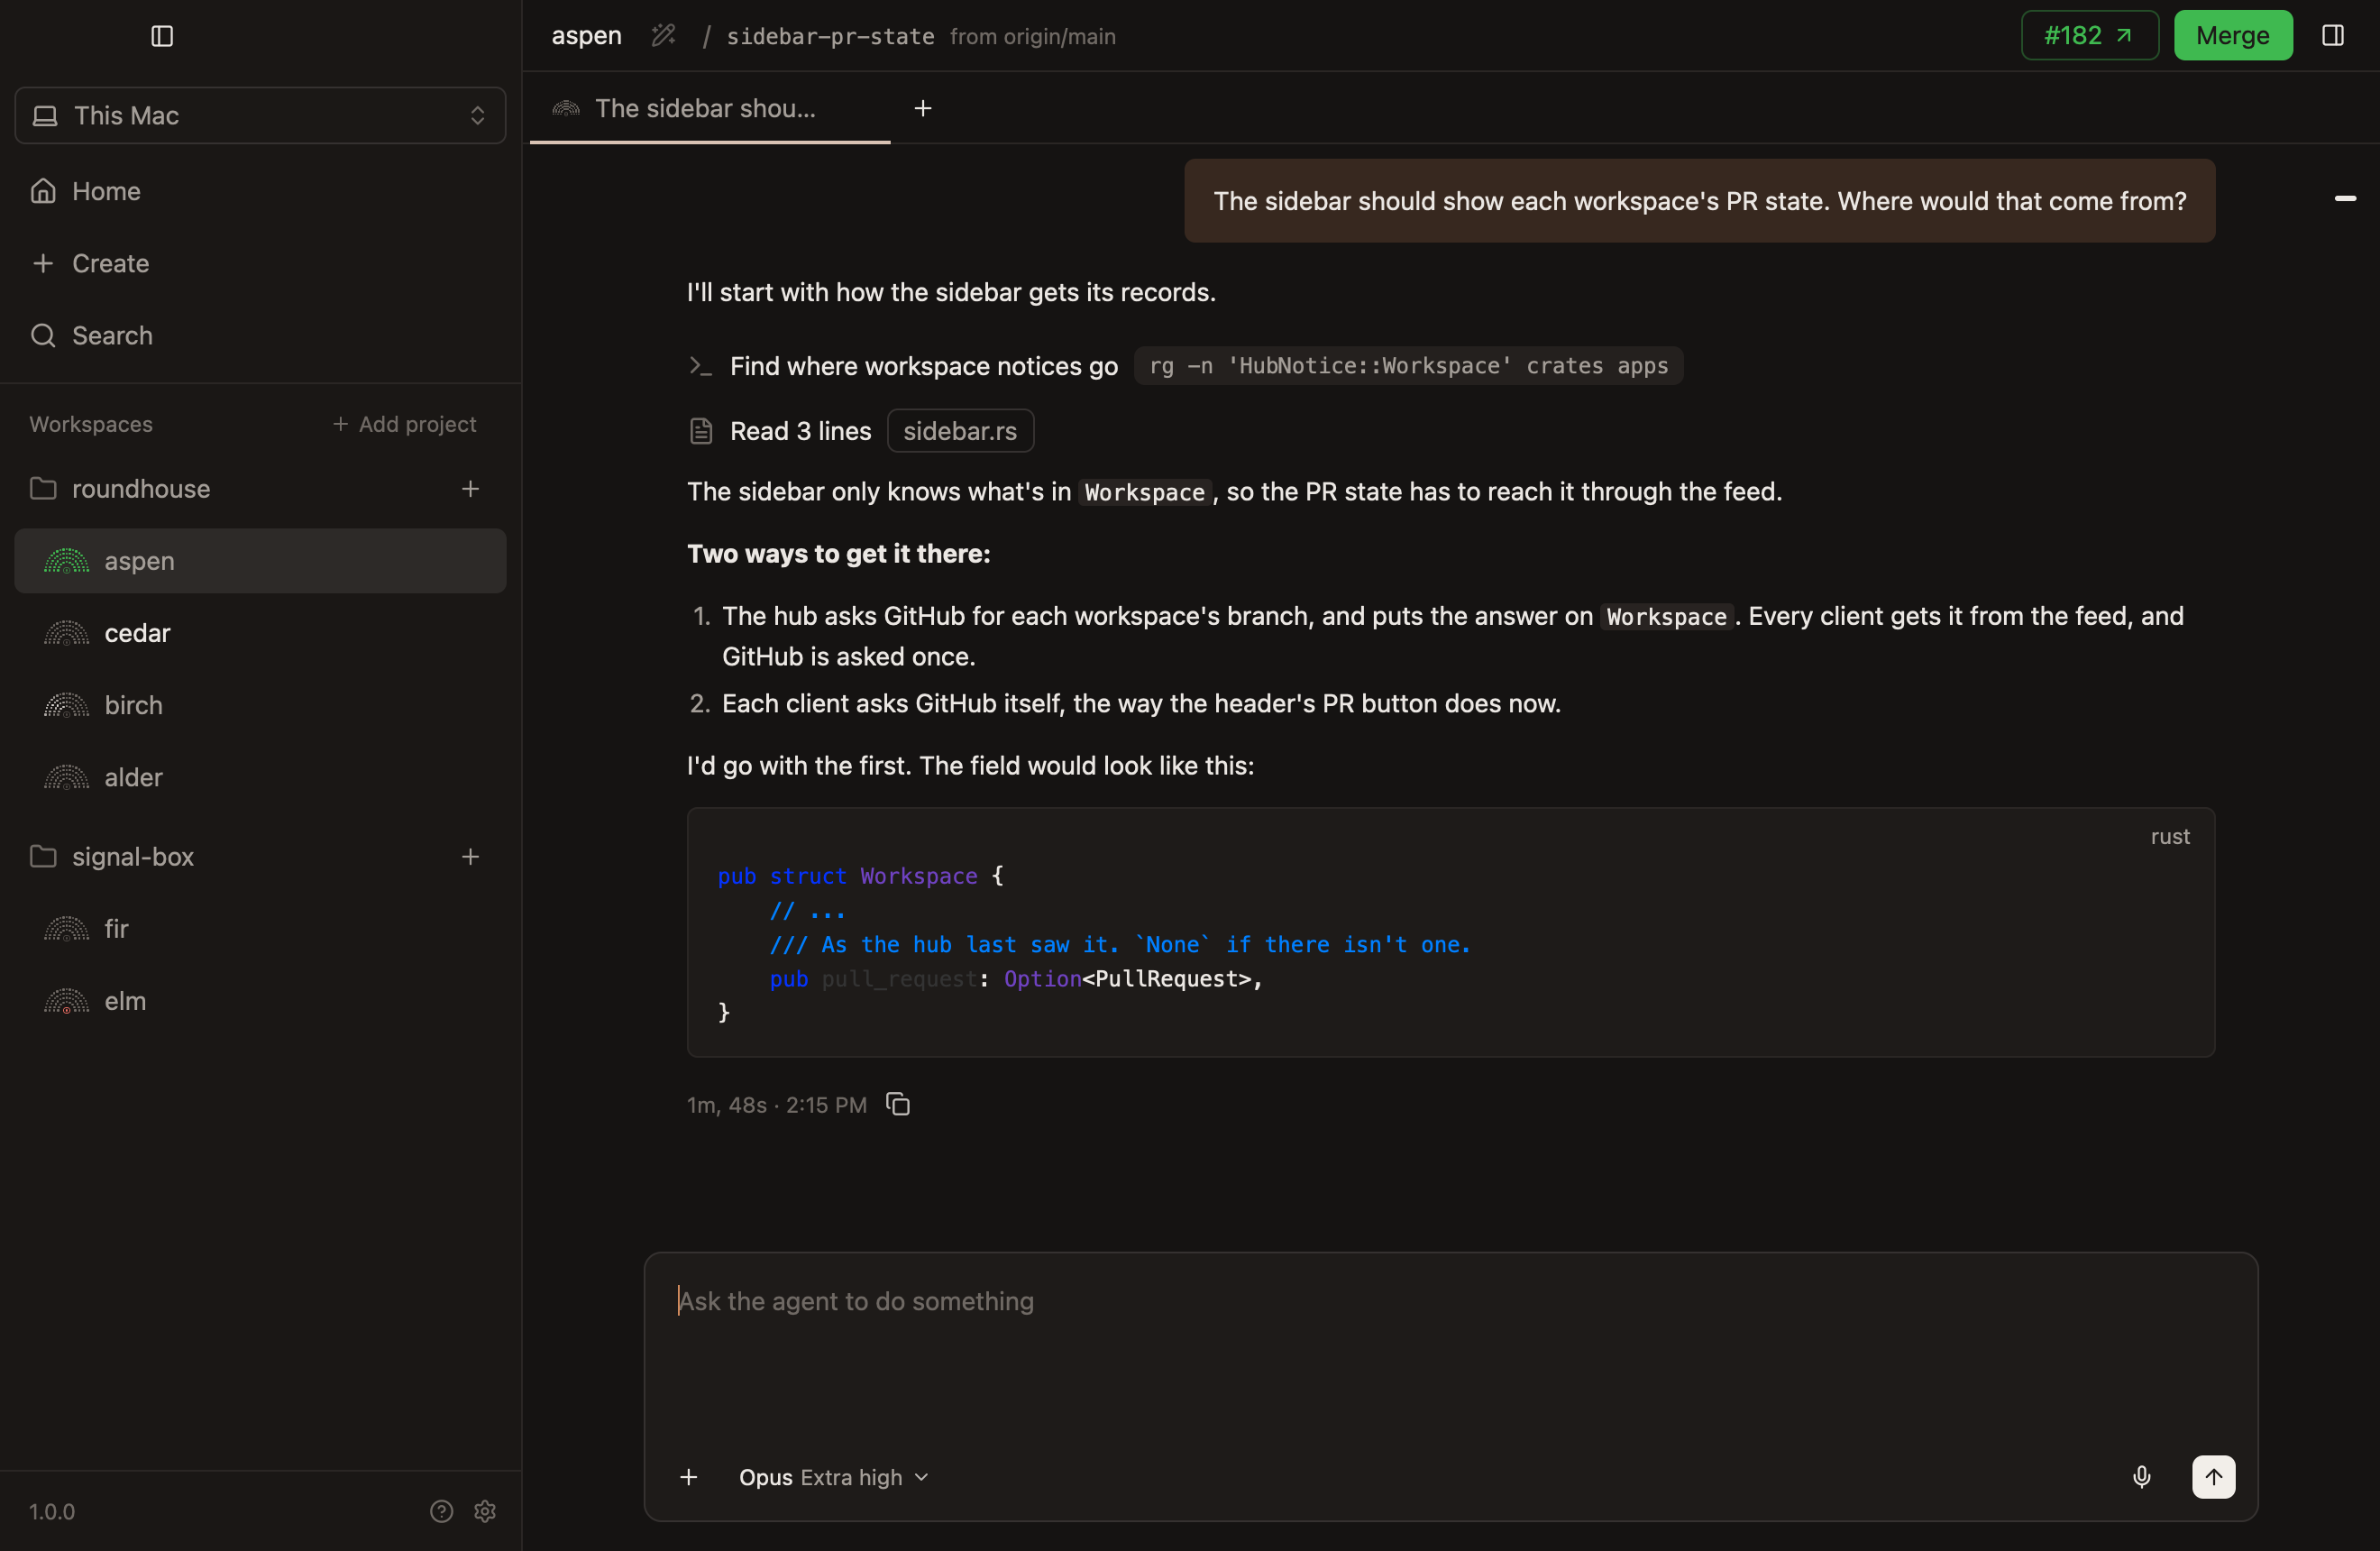 aspen / sidebar-pr-state from origin/main
#182
Merge
This Mac
Home
Create
Search
Workspaces
Add project
roundhouse
aspen
cedar
birch
alder
signal-box
fir
elm
1.0.0
The sidebar shou...
The sidebar should show each workspace's PR state. Where would that come from?
I'll start with how the sidebar gets its records.
Find where workspace notices go rg -n 'HubNotice::Workspace' crates apps
Read 3 lines sidebar.rs
The sidebar only knows what's in Workspace, so the PR state has to reach it through the feed.
Two ways to get it there:
1. The hub asks GitHub for each workspace's branch, and puts the answer on Workspace. Every client gets it from the feed, and
GitHub is asked once.
2. Each client asks GitHub itself, the way the header's PR button does now.
I'd go with the first. The field would look like this:
rust
pub struct Workspace {
    // ...
    /// As the hub last saw it. `None` if there isn't one.
    pub pull_request: Option<PullRequest>,
}
1m, 48s · 2:15 PM
Ask the agent to do something
Opus Extra high